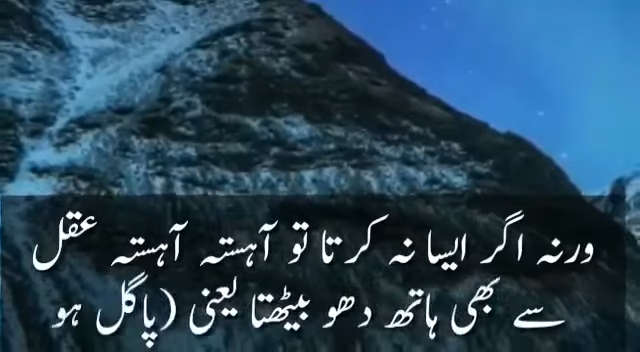 ورنہ اگر ایسا نہ کرتا تو آہستہ آہستہ عقل
سے بھی ہاتھ دھو بیٹھتا یعنی (پاگل ہو